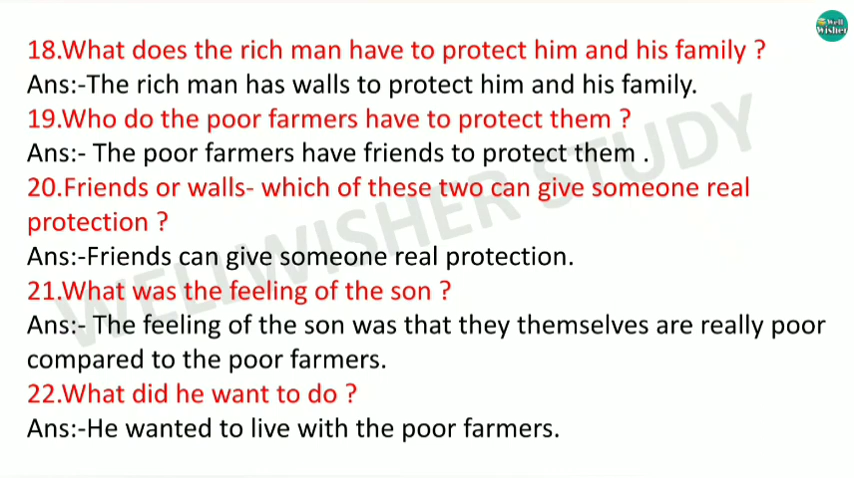 Well
Wisher
18.What does the rich man have to protect him and his family ?
Ans:-The rich man has walls to protect him and his family.
19.Who do the poor farmers have to protect them ?
Ans:- The poor farmers have friends to protect them .
20.Friends or walls- which of these two can give someone real
protection ?
Ans:-Friends can give someone real protection.
21.What was the feeling of the son ?
Ans:- The feeling of the son was that they themselves are really poor
compared to the poor farmers.
22.What did he want to do ?
Ans:-He wanted to live with the poor farmers.
WELLWISHER STUDY